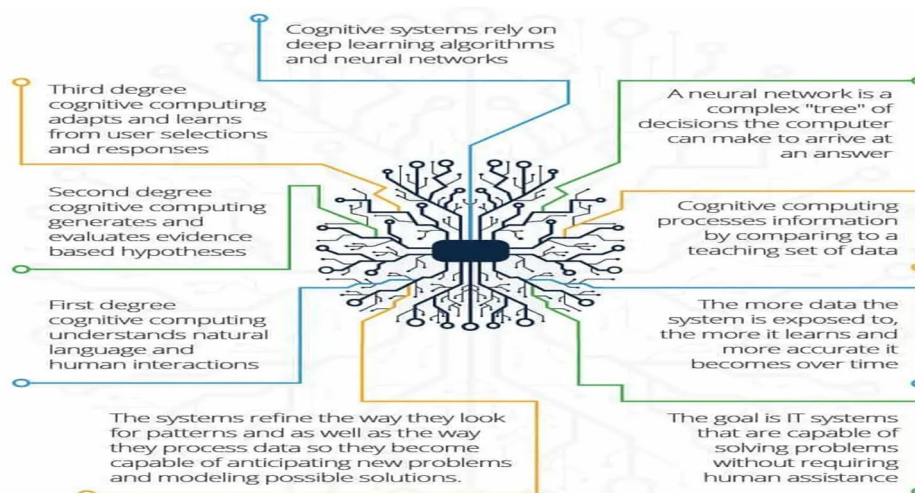 Cognitive systems rely on
deep learning algorithms
and neural networks
Third degree
cognitive computing
adapts and learns
from user selections
and responses
A neural network is a
complex "tree" of
decisions the computer
can make to arrive at
an answer
Second degree
cognitive computing
generates and
evaluates evidence
based hypotheses
Cognitive computing
processes information
by comparing to a
teaching set of data
First degree
cognitive computing
understands natural
language and
human interactions
The more data the
system is exposed to,
the more it learns and
more accurate it
becomes over time
The systems refine the way they look
for patterns and as well as the way
they process data so they become
capable of anticipating new problems
and modeling possible solutions.
The goal is IT systems
that are capable of
solving problems
without requiring
human assistance